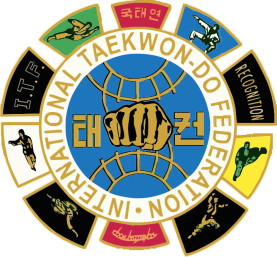 국태연
I.T.F.
RECOGNITION
INTERNATIONAL TAEKWON-DO FEDERATION •
태 권